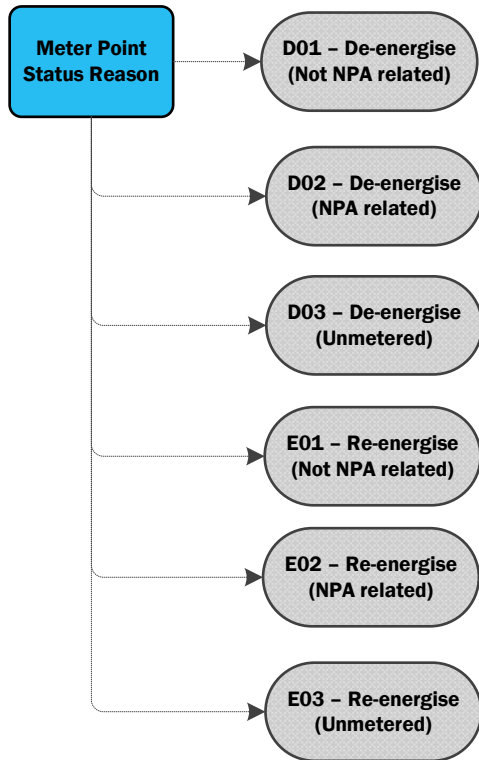 Meter Point
Status Reason
D01 – De-energise
(Not NPA related)
D02 – De-energise
(NPA related)
D03 – De-energise
(Unmetered)
E01 – Re-energise
(Not NPA related)
E02 – Re-energise
(NPA related)
E03 – Re-energise
(Unmetered)